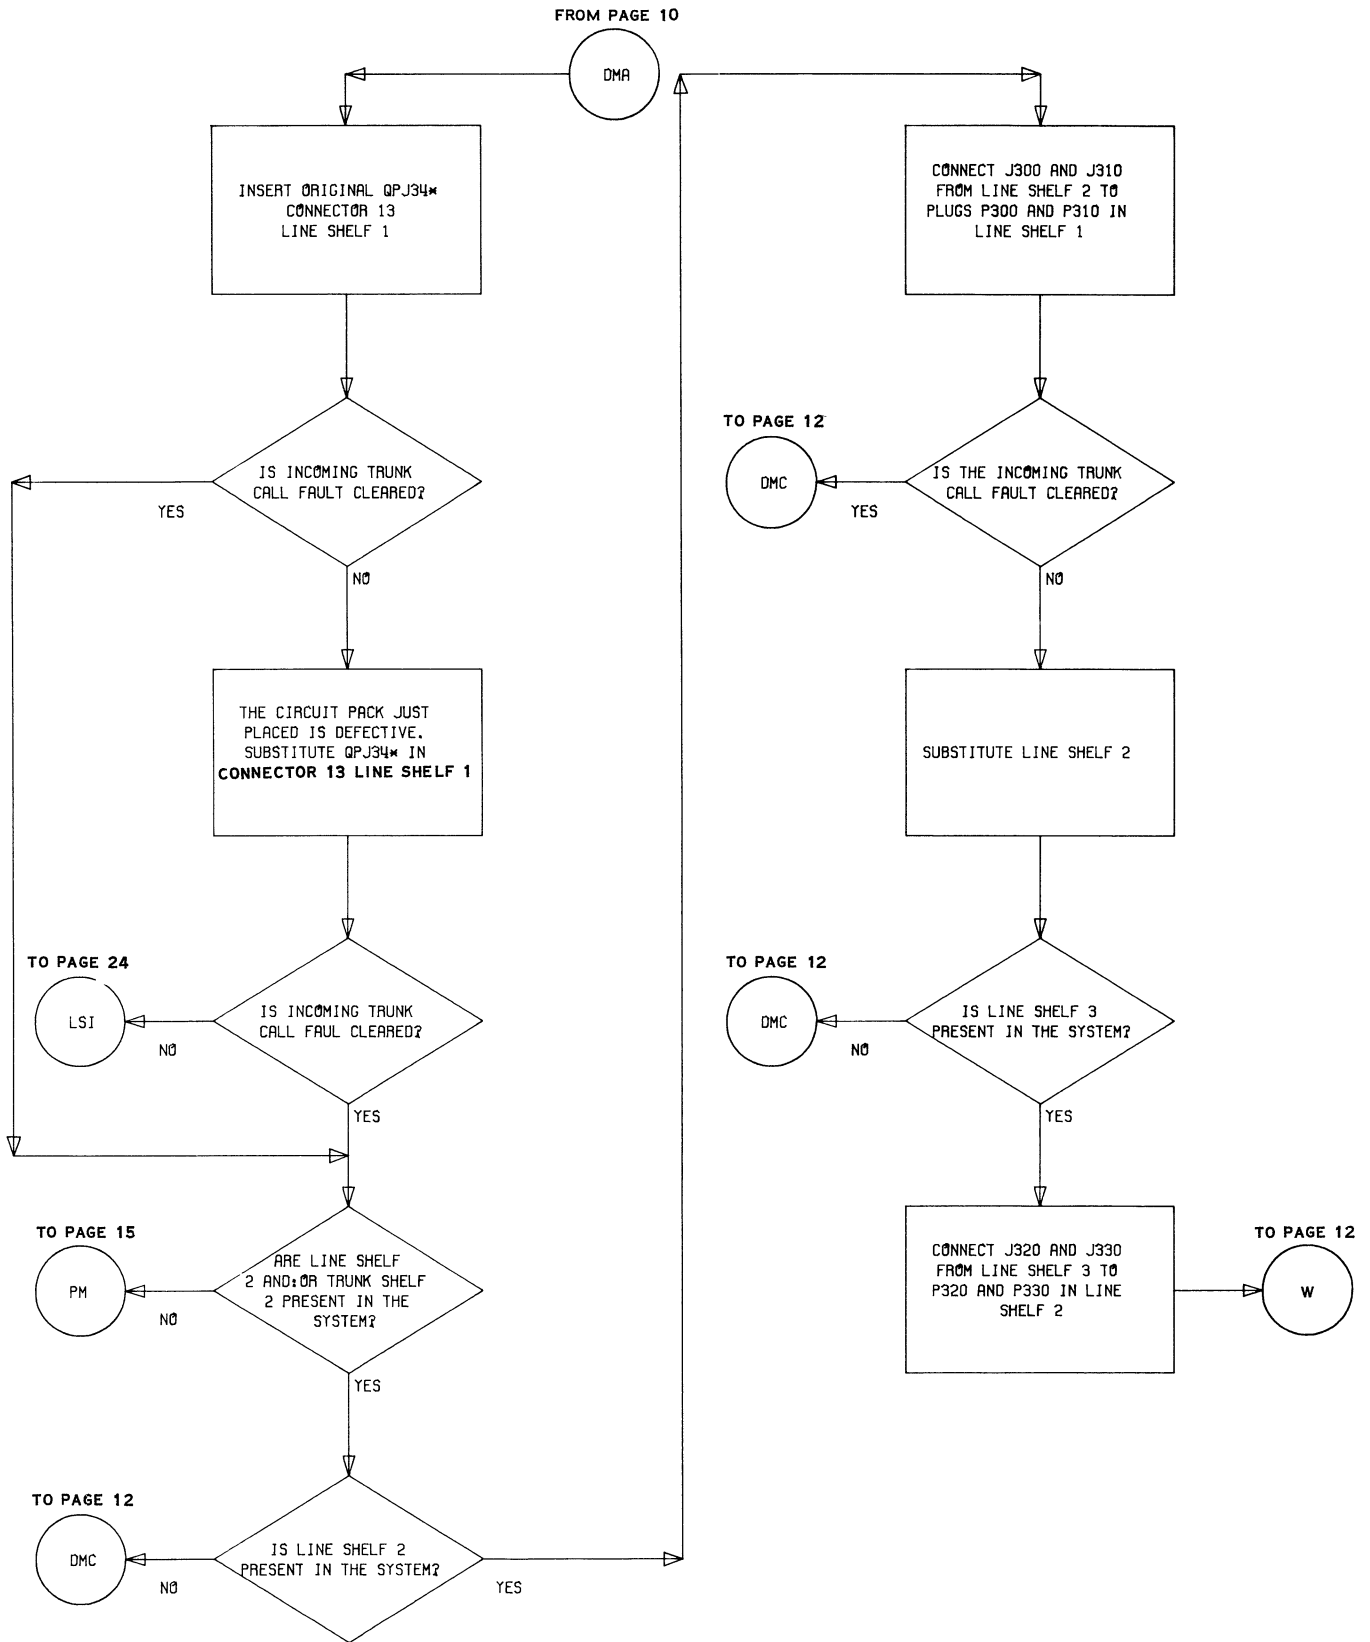 FROM PAGE 10
DMA
INSERT ORIGINAL QPJ34*
CONNECTOR 13
LINE SHELF 1
IS INCOMING TRUNK
CALL FAULT CLEARED?
YES
NO
THE CIRCUIT PACK JUST
PLACED IS DEFECTIVE.
SUBSTITUTE QPJ34* IN
CONNECTOR 13 LINE SHELF 1
TO PAGE 24
LSI
IS INCOMING TRUNK
CALL FAUL CLEARED?
NO
YES
TO PAGE 15
PM
ARE LINE SHELF
2 AND:OR TRUNK SHELF
2 PRESENT IN THE
SYSTEM?
NO
YES
TO PAGE 12
DMC
IS LINE SHELF 2
PRESENT IN THE SYSTEM?
NO
YES
CONNECT J300 AND J310
FROM LINE SHELF 2 TO
PLUGS P300 AND P310 IN
LINE SHELF 1
TO PAGE 12
DMC
IS THE INCOMING TRUNK
CALL FAULT CLEARED?
YES
NO
SUBSTITUTE LINE SHELF 2
TO PAGE 12
DMC
IS LINE SHELF 3
PRESENT IN THE SYSTEM?
NO
YES
CONNECT J320 AND J330
FROM LINE SHELF 3 TO
P320 AND P330 IN LINE
SHELF 2
TO PAGE 12
W